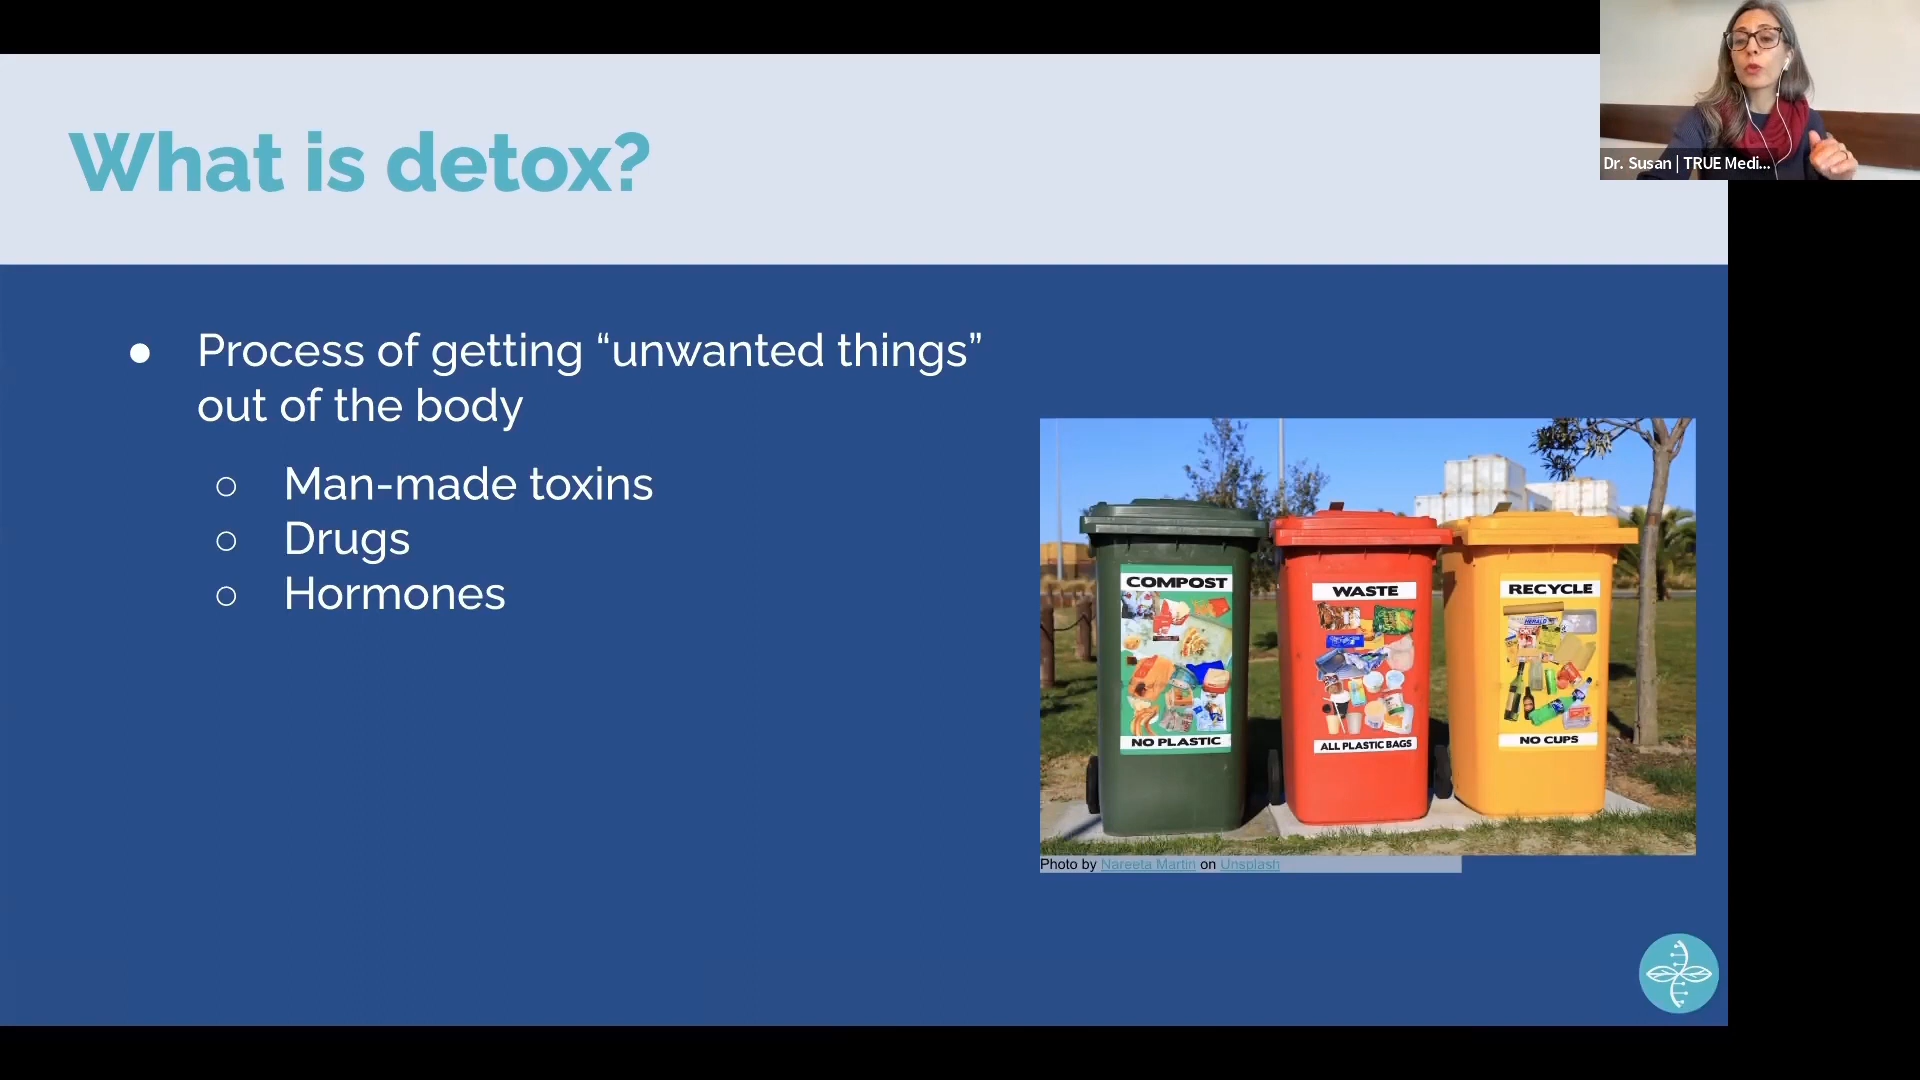 Dr. Susan | TRUE Medi...
What is detox?
● Process of getting “unwanted things”
out of the body
○ Man-made toxins
○ Drugs
○ Hormones
COMPOST
NO PLASTIC
WASTE
ALL PLASTIC BAGS
RECYCLE
HERALD
NO CUPS
Photo by Nareeta Martin on Unsplash